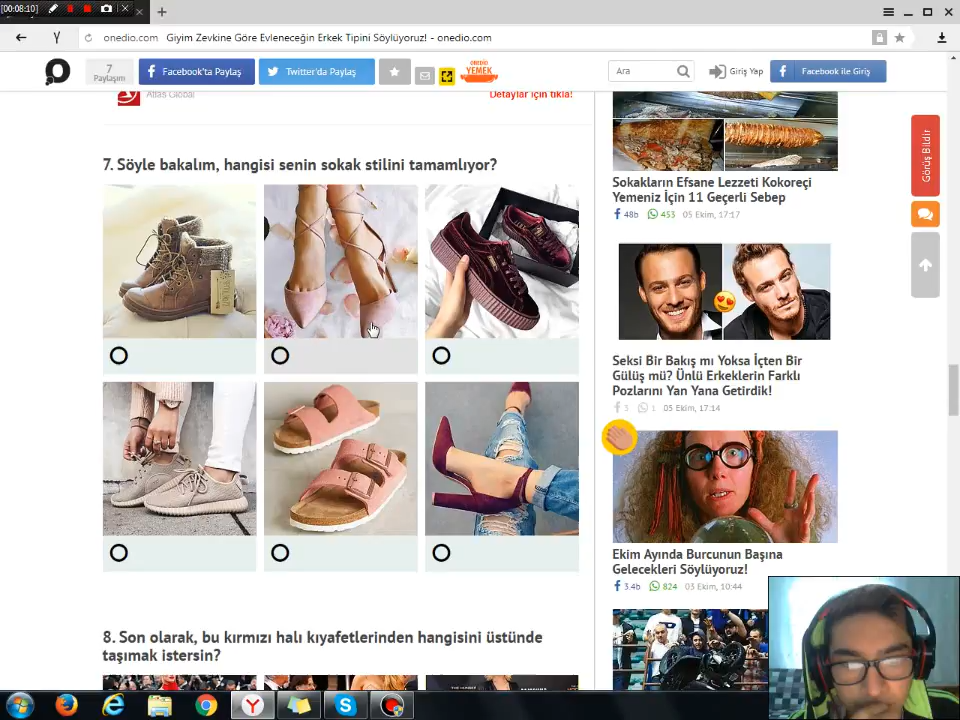 [00:08:10]
onedio.com Giyim Zevkine Göre Evleneceğin Erkek Tipini Söylüyoruz! - onedio.com
7
Paylaşım
Facebook'ta Paylaş
Twitter'da Paylaş
onedio
YEMEK
Ara
Giriş Yap
Facebook ile Giriş
Atlas Global
Detaylar için tıkla!
7. Söyle bakalım, hangisi senin sokak stilini tamamlıyor?
8. Son olarak, bu kırmızı halı kıyafetlerinden hangisini üstünde
taşımak istersin?
Sokakların Efsane Lezzeti Kokoreçi
Yemeniz İçin 11 Geçerli Sebep
48b 453 05 Ekim, 17:17
Seksi Bir Bakış mı Yoksa İçten Bir
Gülüş mü? Ünlü Erkeklerin Farklı
Pozlarını Yan Yana Getirdik!
3 1 05 Ekim, 17:14
Ekim Ayında Burcunun Başına
Gelecekleri Söylüyoruz!
3.4b 824 03 Ekim, 10:44
Görüş Bildir